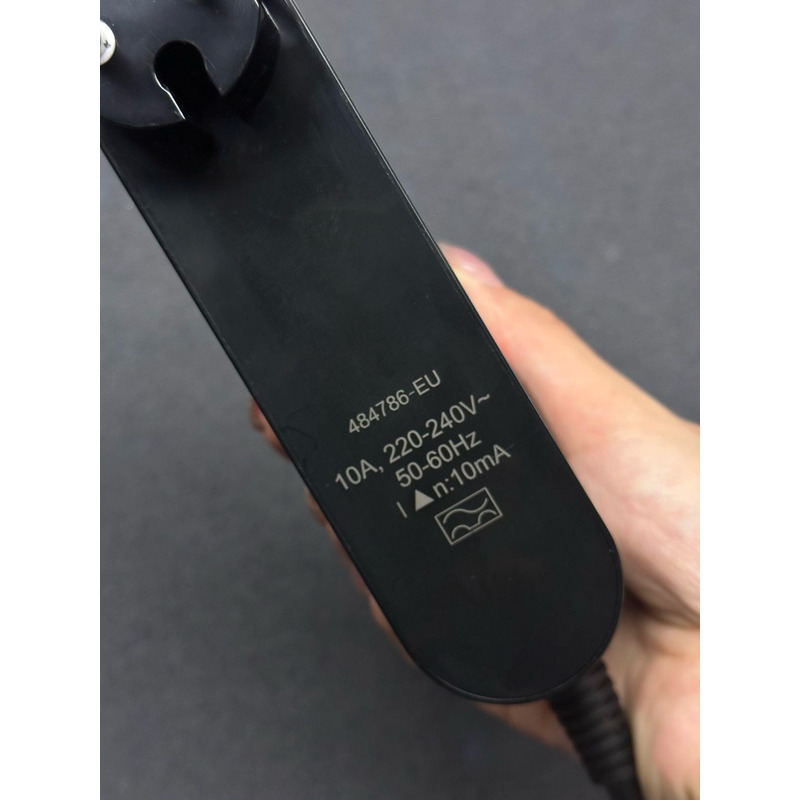 484786-EU
10A, 220-240V~
50-60Hz
I▲n:10mA